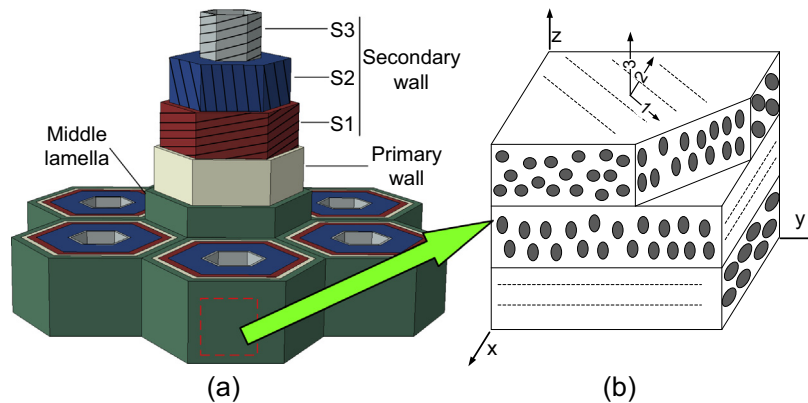 S3
S2
S1
Secondary
wall
Middle
lamella
Primary
wall
z
3
2
1
y
x
(a)
(b)